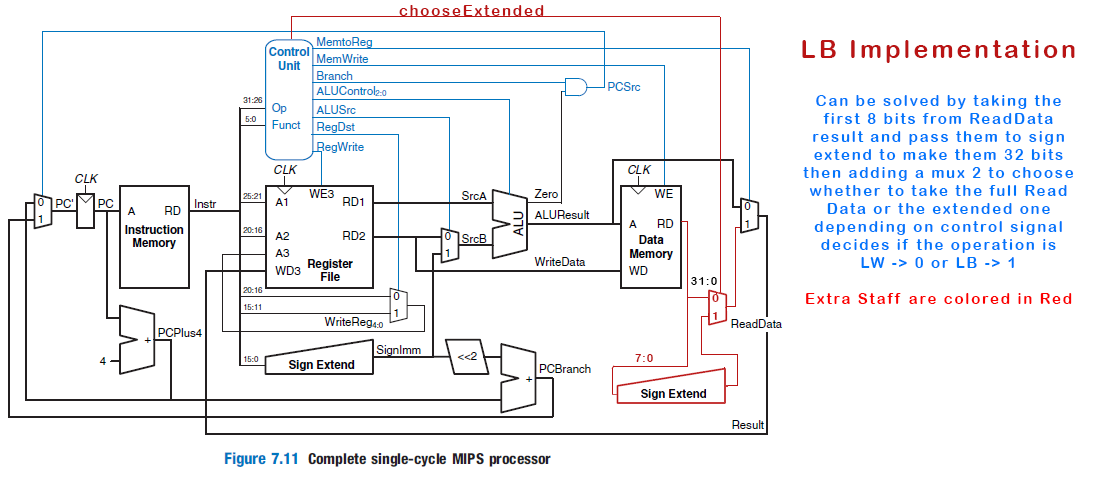 chooseExtended
LB Implementation
Can be solved by taking the
first 8 bits from ReadData
result and pass them to sign
extend to make them 32 bits
then adding a mux 2 to choose
whether to take the full Read
Data or the extended one
depending on control signal
decides if the operation is
LW -> 0 or LB -> 1
Extra Staff are colored in Red
Control
Unit
MemtoReg
MemWrite
Branch
ALUControl2:0
ALUSrc
RegDst
RegWrite
PCSrc
31:26
Op
5:0
Funct
CLK
CLK
CLK
0
1
PC'
PC
A
RD
Instr
Instruction
Memory
25:21
A1
WE3
RD1
20:16
A2
RD2
A3
WD3
Register
File
20:16
15:11
0
1
WriteReg4:0
SrcA
0
1
SrcB
ALU
Zero
ALUResult
WriteData
WE
A
RD
Data
Memory
WD
0
1
31:0
0
1
ReadData
PCPlus4
+
4
15:0
Sign Extend
SignImm
<<2
+
PCBranch
7:0
Sign Extend
Result
Figure 7.11 Complete single-cycle MIPS processor